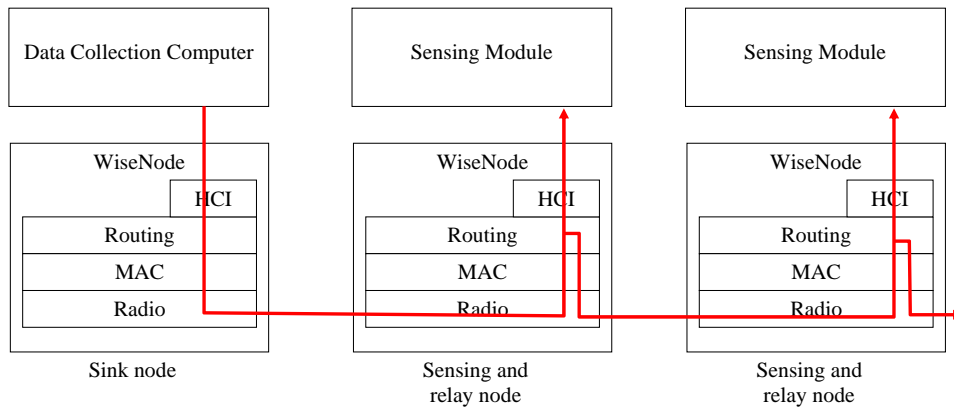 Data Collection Computer
Sensing Module
Sensing Module
WiseNode
HCI
Routing
MAC
Radio
Sink node
WiseNode
HCI
Routing
MAC
Radio
Sensing and
relay node
WiseNode
HCI
Routing
MAC
Radio
Sensing and
relay node